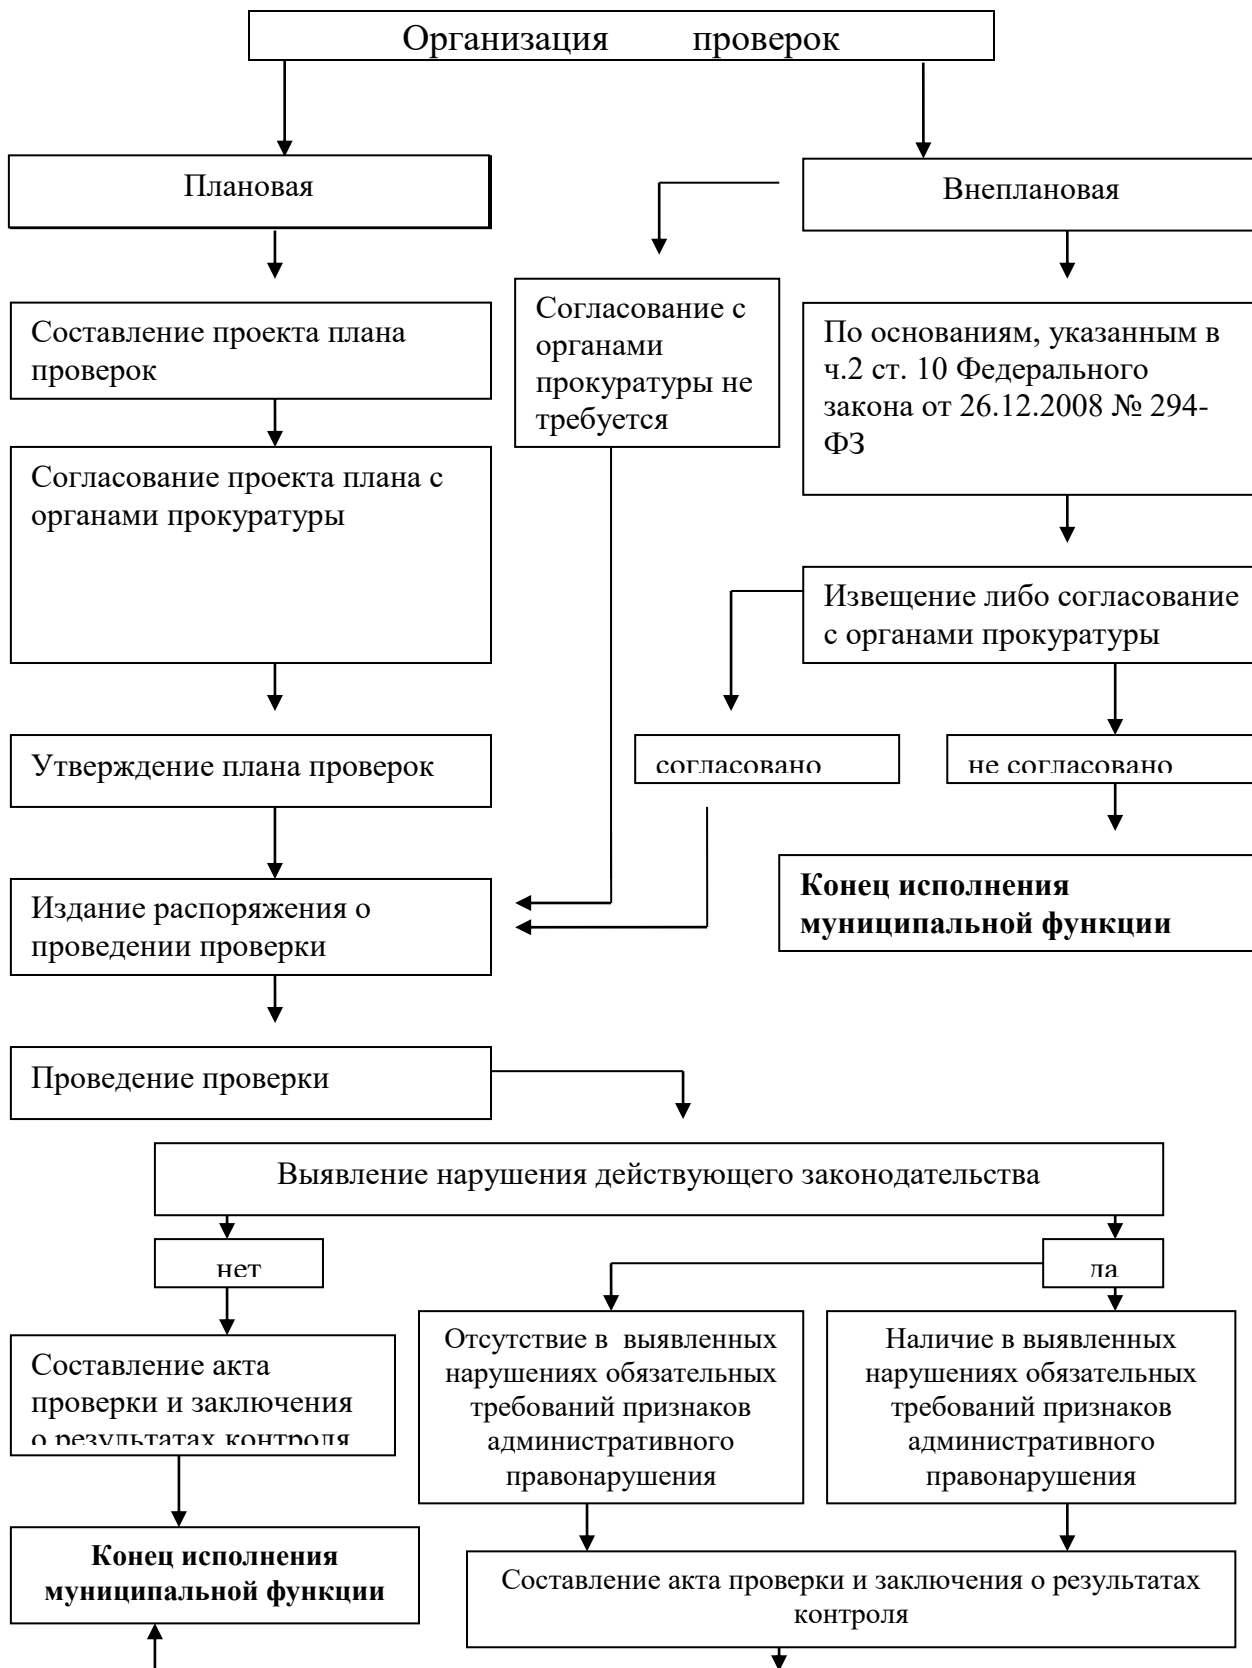 Организация проверок
Плановая
Внеплановая
Составление проекта плана
проверок
Согласование с
органами
прокуратуры не
требуется
По основаниям, указанным в
ч.2 ст. 10 Федерального
закона от 26.12.2008 № 294-
ФЗ
Согласование проекта плана с
органами прокуратуры
Извещение либо согласование
с органами прокуратуры
Утверждение плана проверок
согласовано
не согласовано
Издание распоряжения о
проведении проверки
Конец исполнения
муниципальной функции
Проведение проверки
Выявление нарушения действующего законодательства
нет
да
Составление акта
проверки и заключения
о результатах контроля
Отсутствие в выявленных
нарушениях обязательных
требований признаков
административного
правонарушения
Наличие в выявленных
нарушениях обязательных
требований признаков
административного
правонарушения
Конец исполнения
муниципальной функции
Составление акта проверки и заключения о результатах
контроля